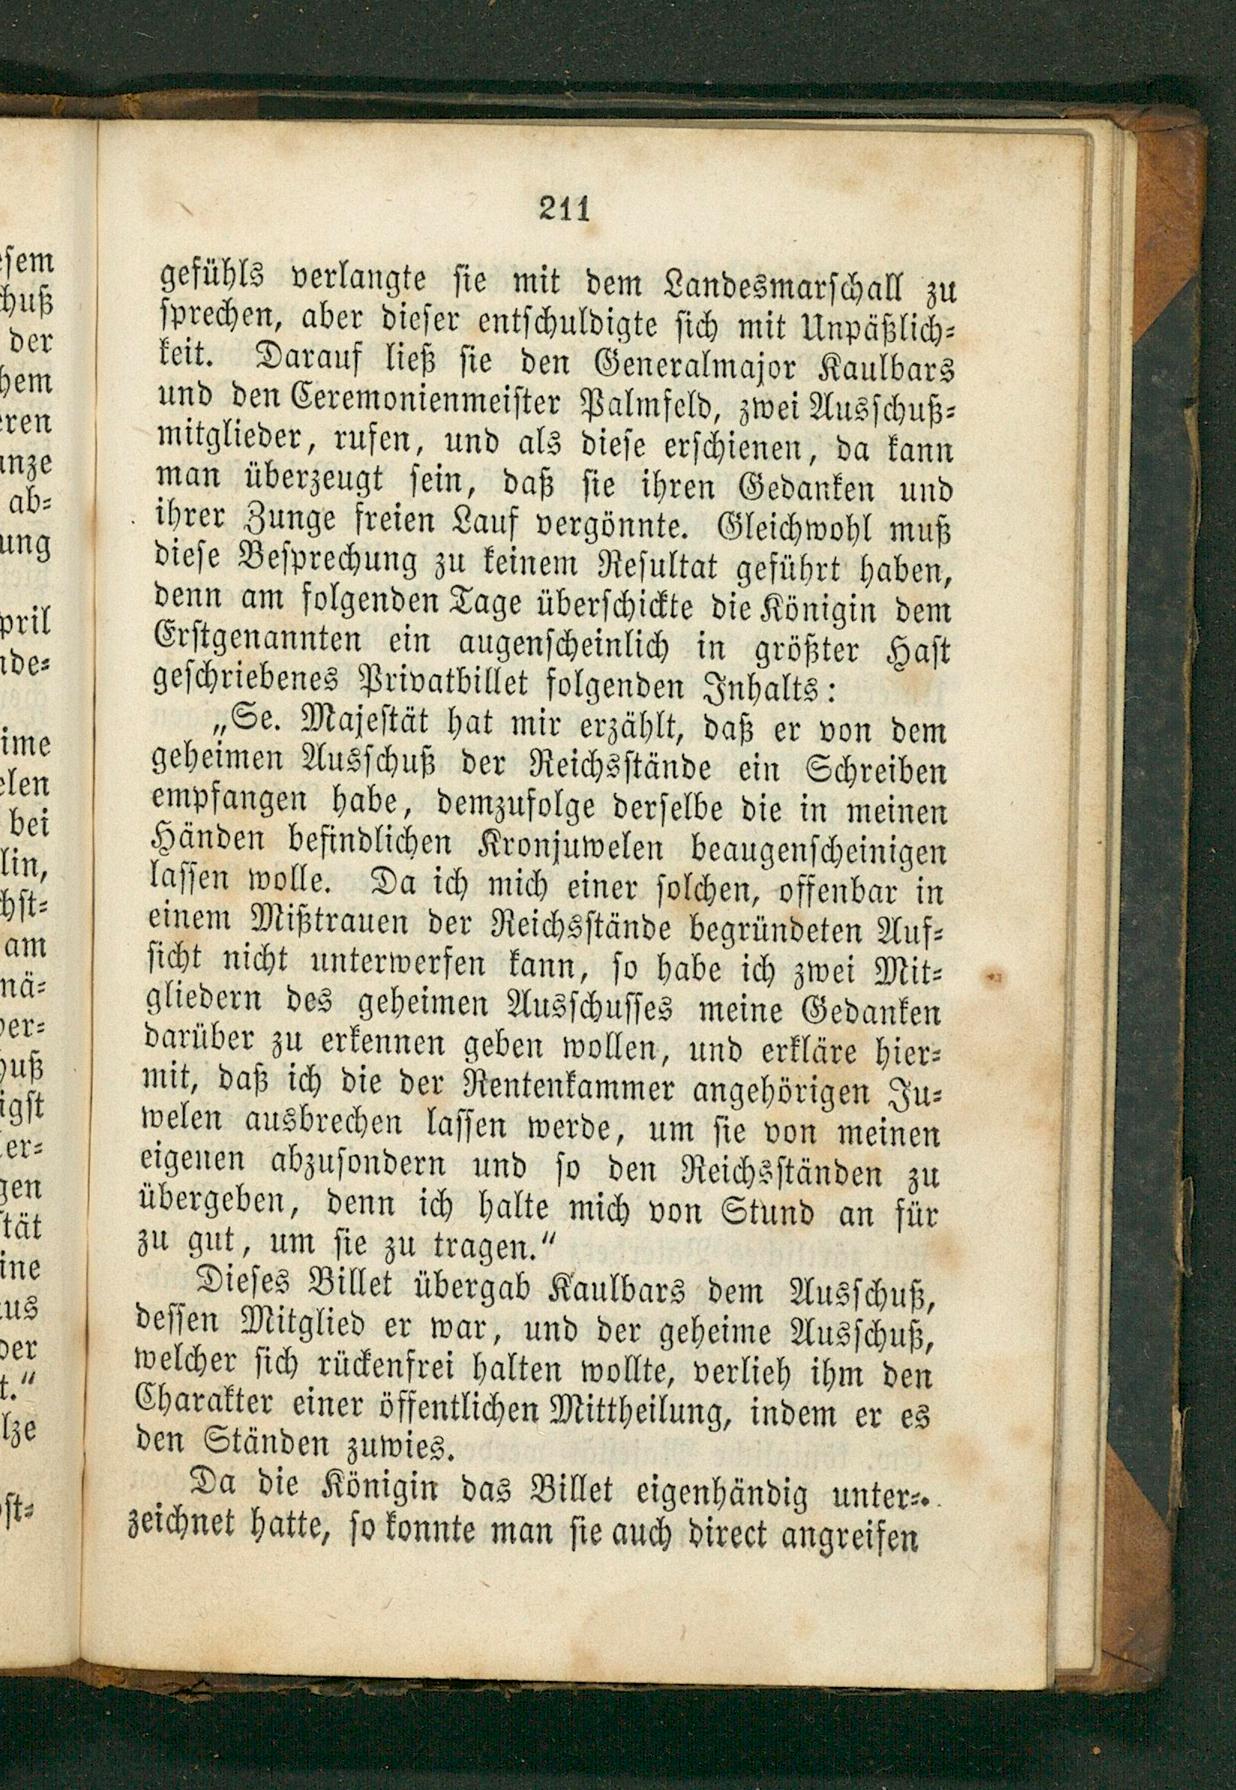 211
gefühls verlangte sie mit dem Landesmarschall zu
sprechen, aber dieser entschuldigte sich mit Unpäßlich-
keit. Darauf ließ sie den Generalmajor Kaulbars
und den Ceremonienmeister Palmfeld, zwei Ausschuß-
mitglieder, rufen, und als diese erschienen, da kann
man überzeugt sein, daß sie ihren Gedanken und
ihrer Zunge freien Lauf vergönnte. Gleichwohl muß
diese Besprechung zu keinem Resultat geführt haben,
denn am folgenden Tage überschickte die Königin dem
Erstgenannten ein augenscheinlich in größter Hast
geschriebenes Privatbillet folgenden Inhalts:
„Se. Majestät hat mir erzählt, daß er von dem
geheimen Ausschuß der Reichsstände ein Schreiben
empfangen habe, demzufolge derselbe die in meinen
Händen befindlichen Kronjuwelen beaugenscheinigen
lassen wolle. Da ich mich einer solchen, offenbar in
einem Mißtrauen der Reichsstände begründeten Auf-
sicht nicht unterwerfen kann, so habe ich zwei Mit-
gliedern des geheimen Ausschusses meine Gedanken
darüber zu erkennen geben wollen, und erkläre hier-
mit, daß ich die der Rentenkammer angehörigen Ju-
welen ausbrechen lassen werde, um sie von meinen
eigenen abzusondern und so den Reichsständen zu
übergeben, denn ich halte mich von Stund an für
zu gut, um sie zu tragen.“
Dieses Billet übergab Kaulbars dem Ausschuß,
dessen Mitglied er war, und der geheime Ausschuß,
welcher sich rückenfrei halten wollte, verlieh ihm den
Charakter einer öffentlichen Mittheilung, indem er es
den Ständen zuwies.
Da die Königin das Billet eigenhändig unter-
zeichnet hatte, so konnte man sie auch direct angreifen